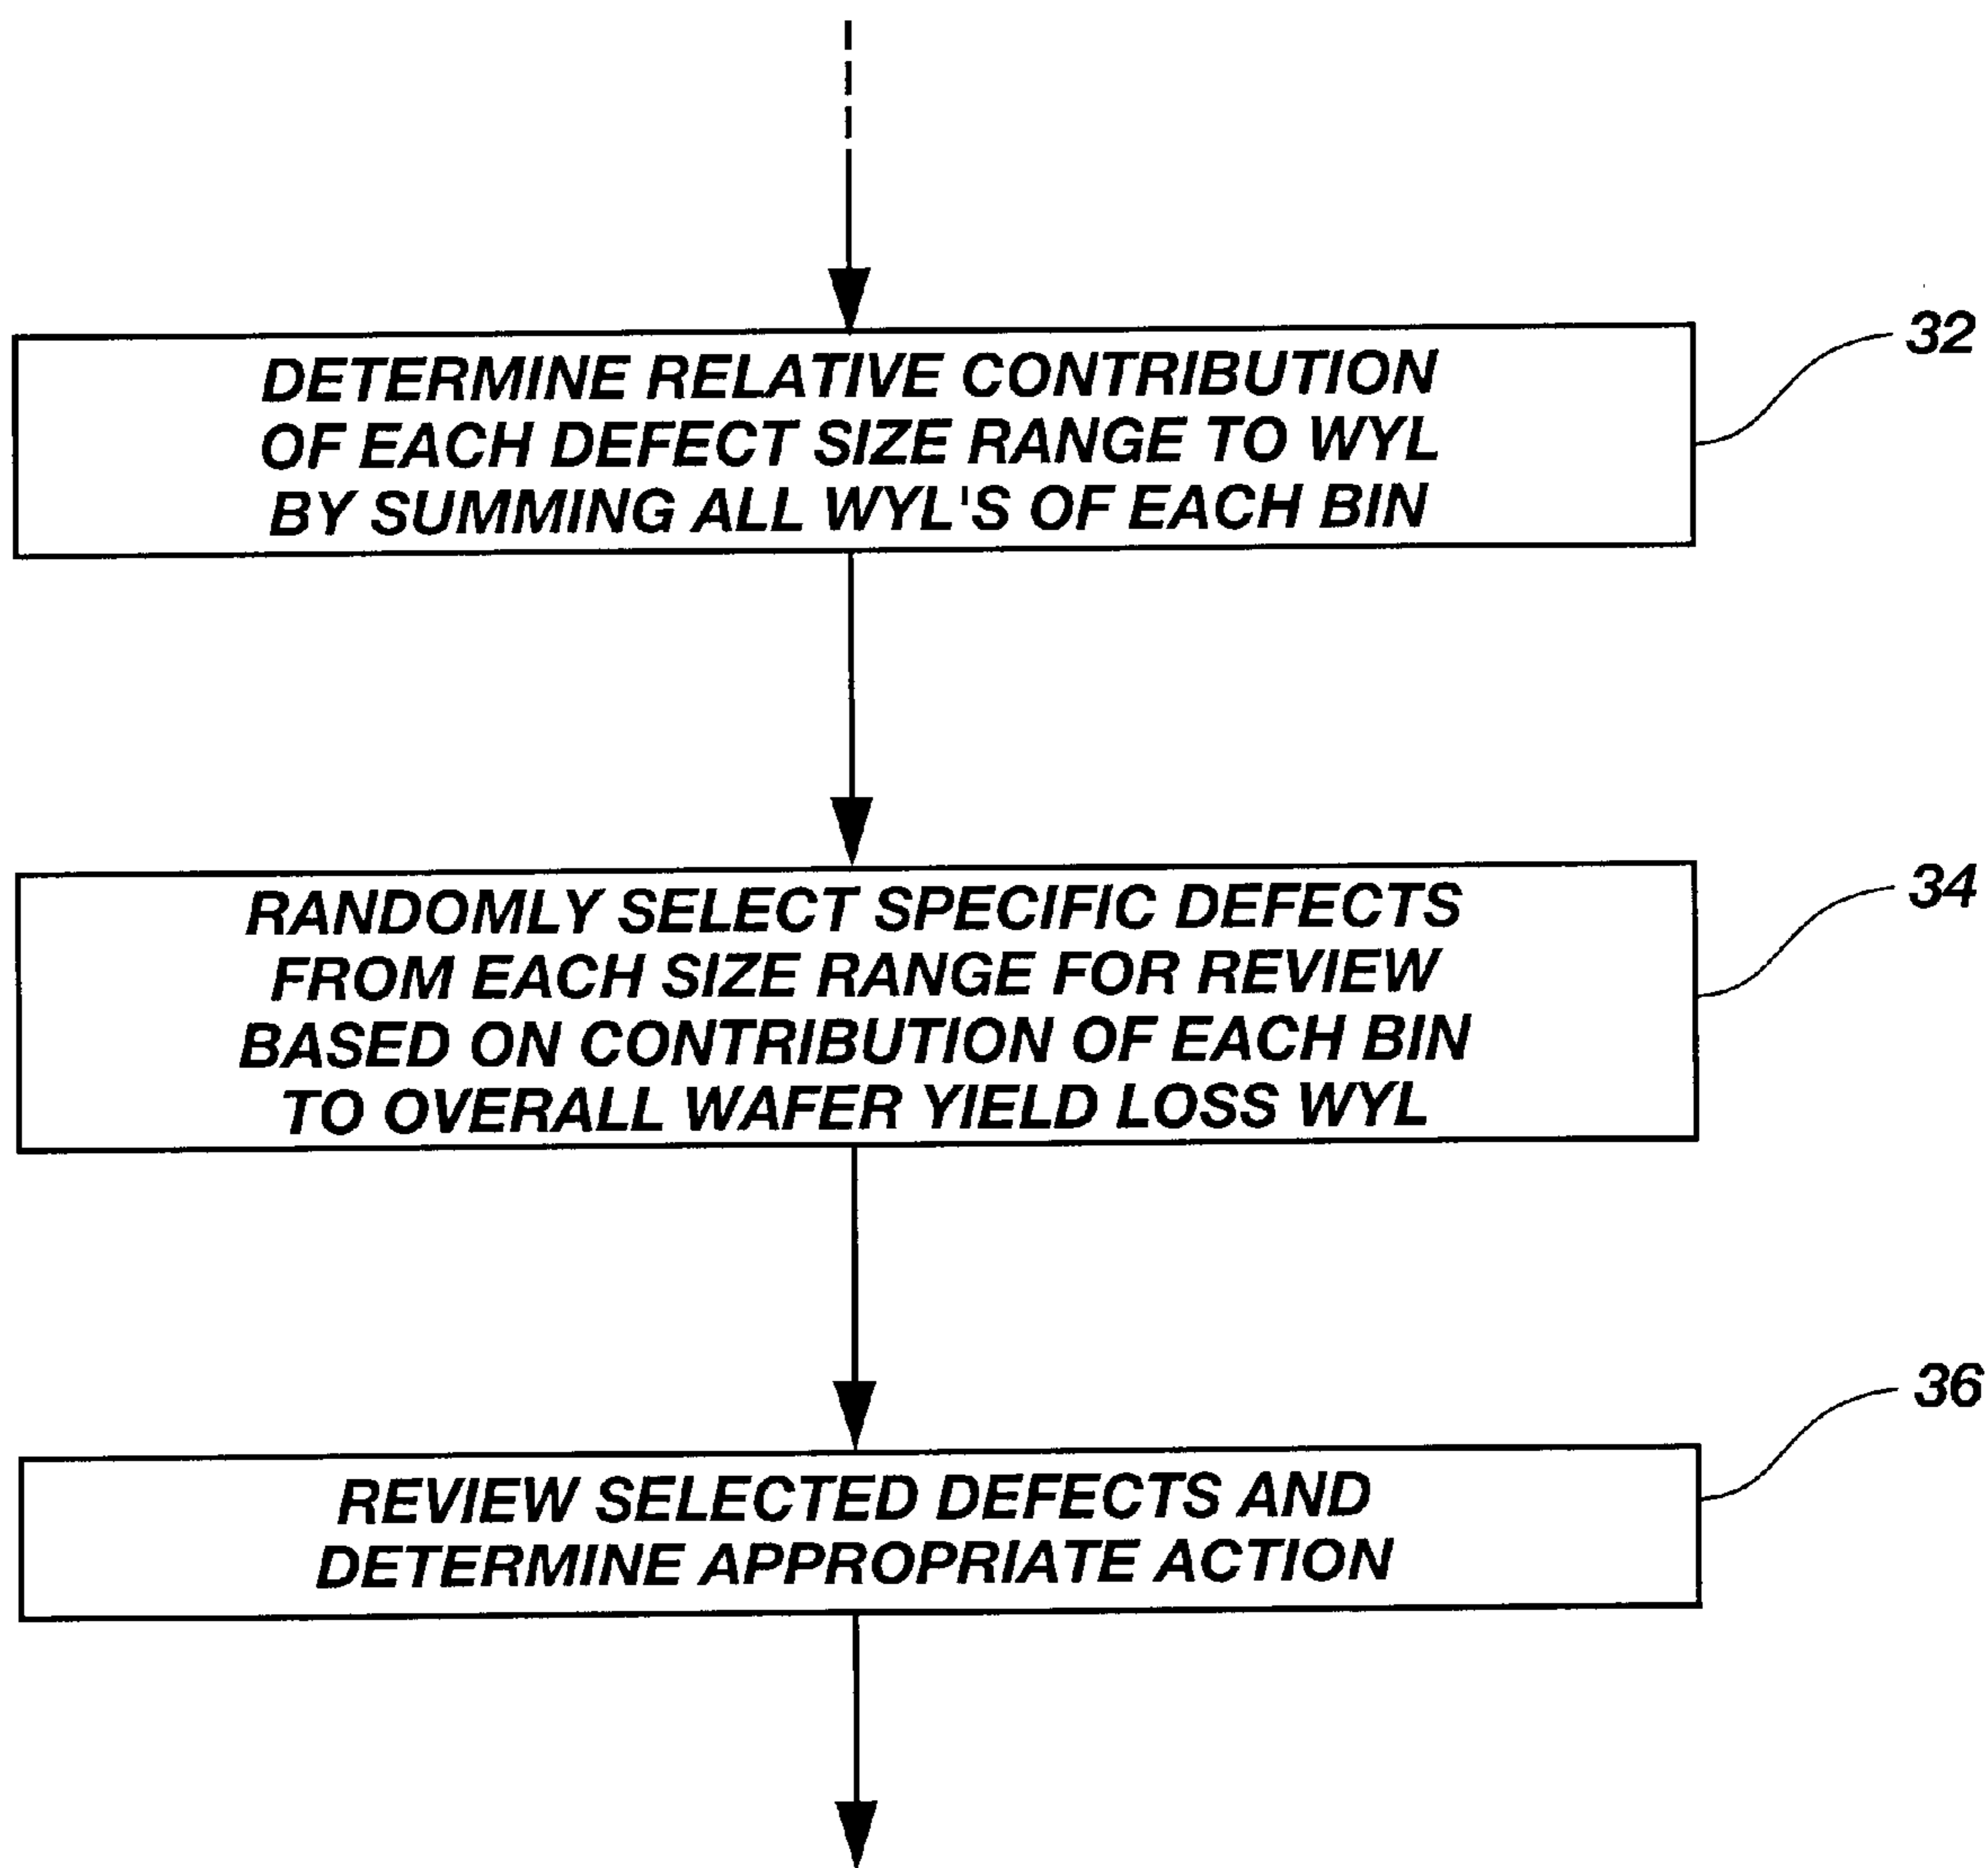 32
DETERMINE RELATIVE CONTRIBUTION
OF EACH DEFECT SIZE RANGE TO WYL
BY SUMMING ALL WYL'S OF EACH BIN
34
RANDOMLY SELECT SPECIFIC DEFECTS
FROM EACH SIZE RANGE FOR REVIEW
BASED ON CONTRIBUTION OF EACH BIN
TO OVERALL WAFER YIELD LOSS WYL
36
REVIEW SELECTED DEFECTS AND
DETERMINE APPROPRIATE ACTION